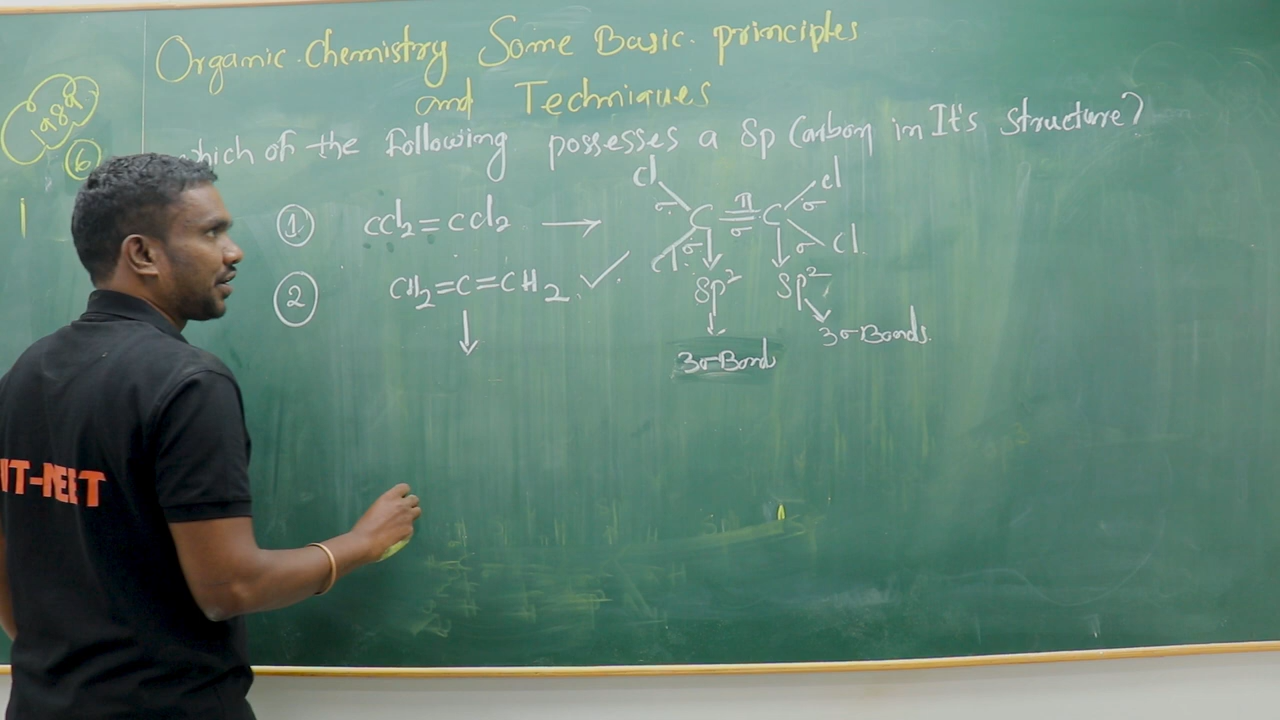 Organic Chemistry Some Basic principles
and Techniques
1989
6
which of the Following possesses a Sp Carbon in It's structure?
1 CCl2=CCl2 →
Cl Cl
σ π σ
C = C
σ σ σ
Cl Cl
Sp² Sp²
3σ-Bond 3σ-Bonds.
2 CH2=C=CH2 ✓
IIT-NEET